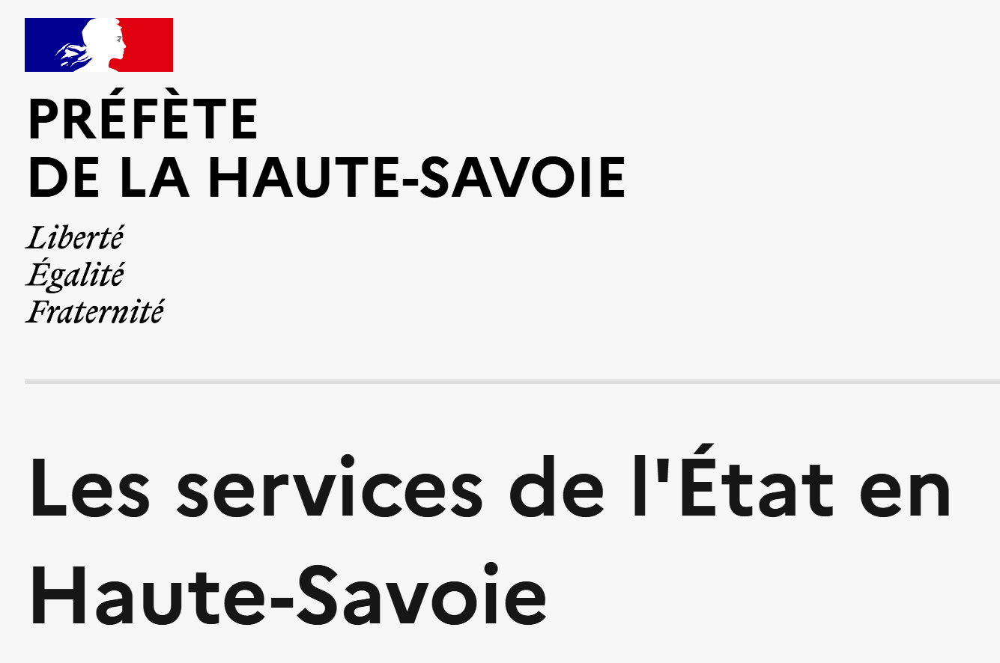 PRÉFÈTE
DE LA HAUTE-SAVOIE
Liberté
Égalité
Fraternité
Les services de l'État en
Haute-Savoie